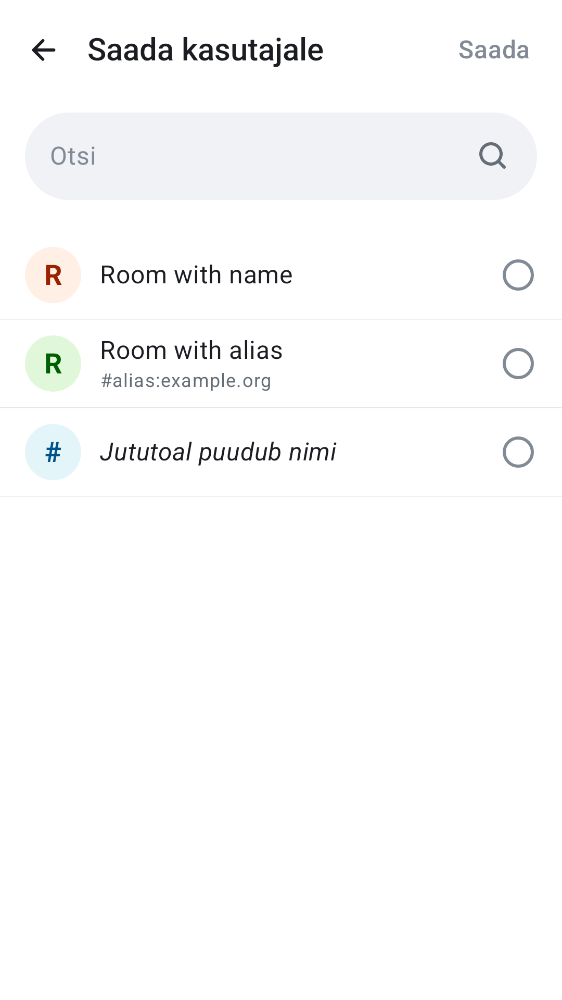 Saada kasutajale
Saada
Otsi
R
Room with name
R
Room with alias
#alias:example.org
#
Jututoal puudub nimi